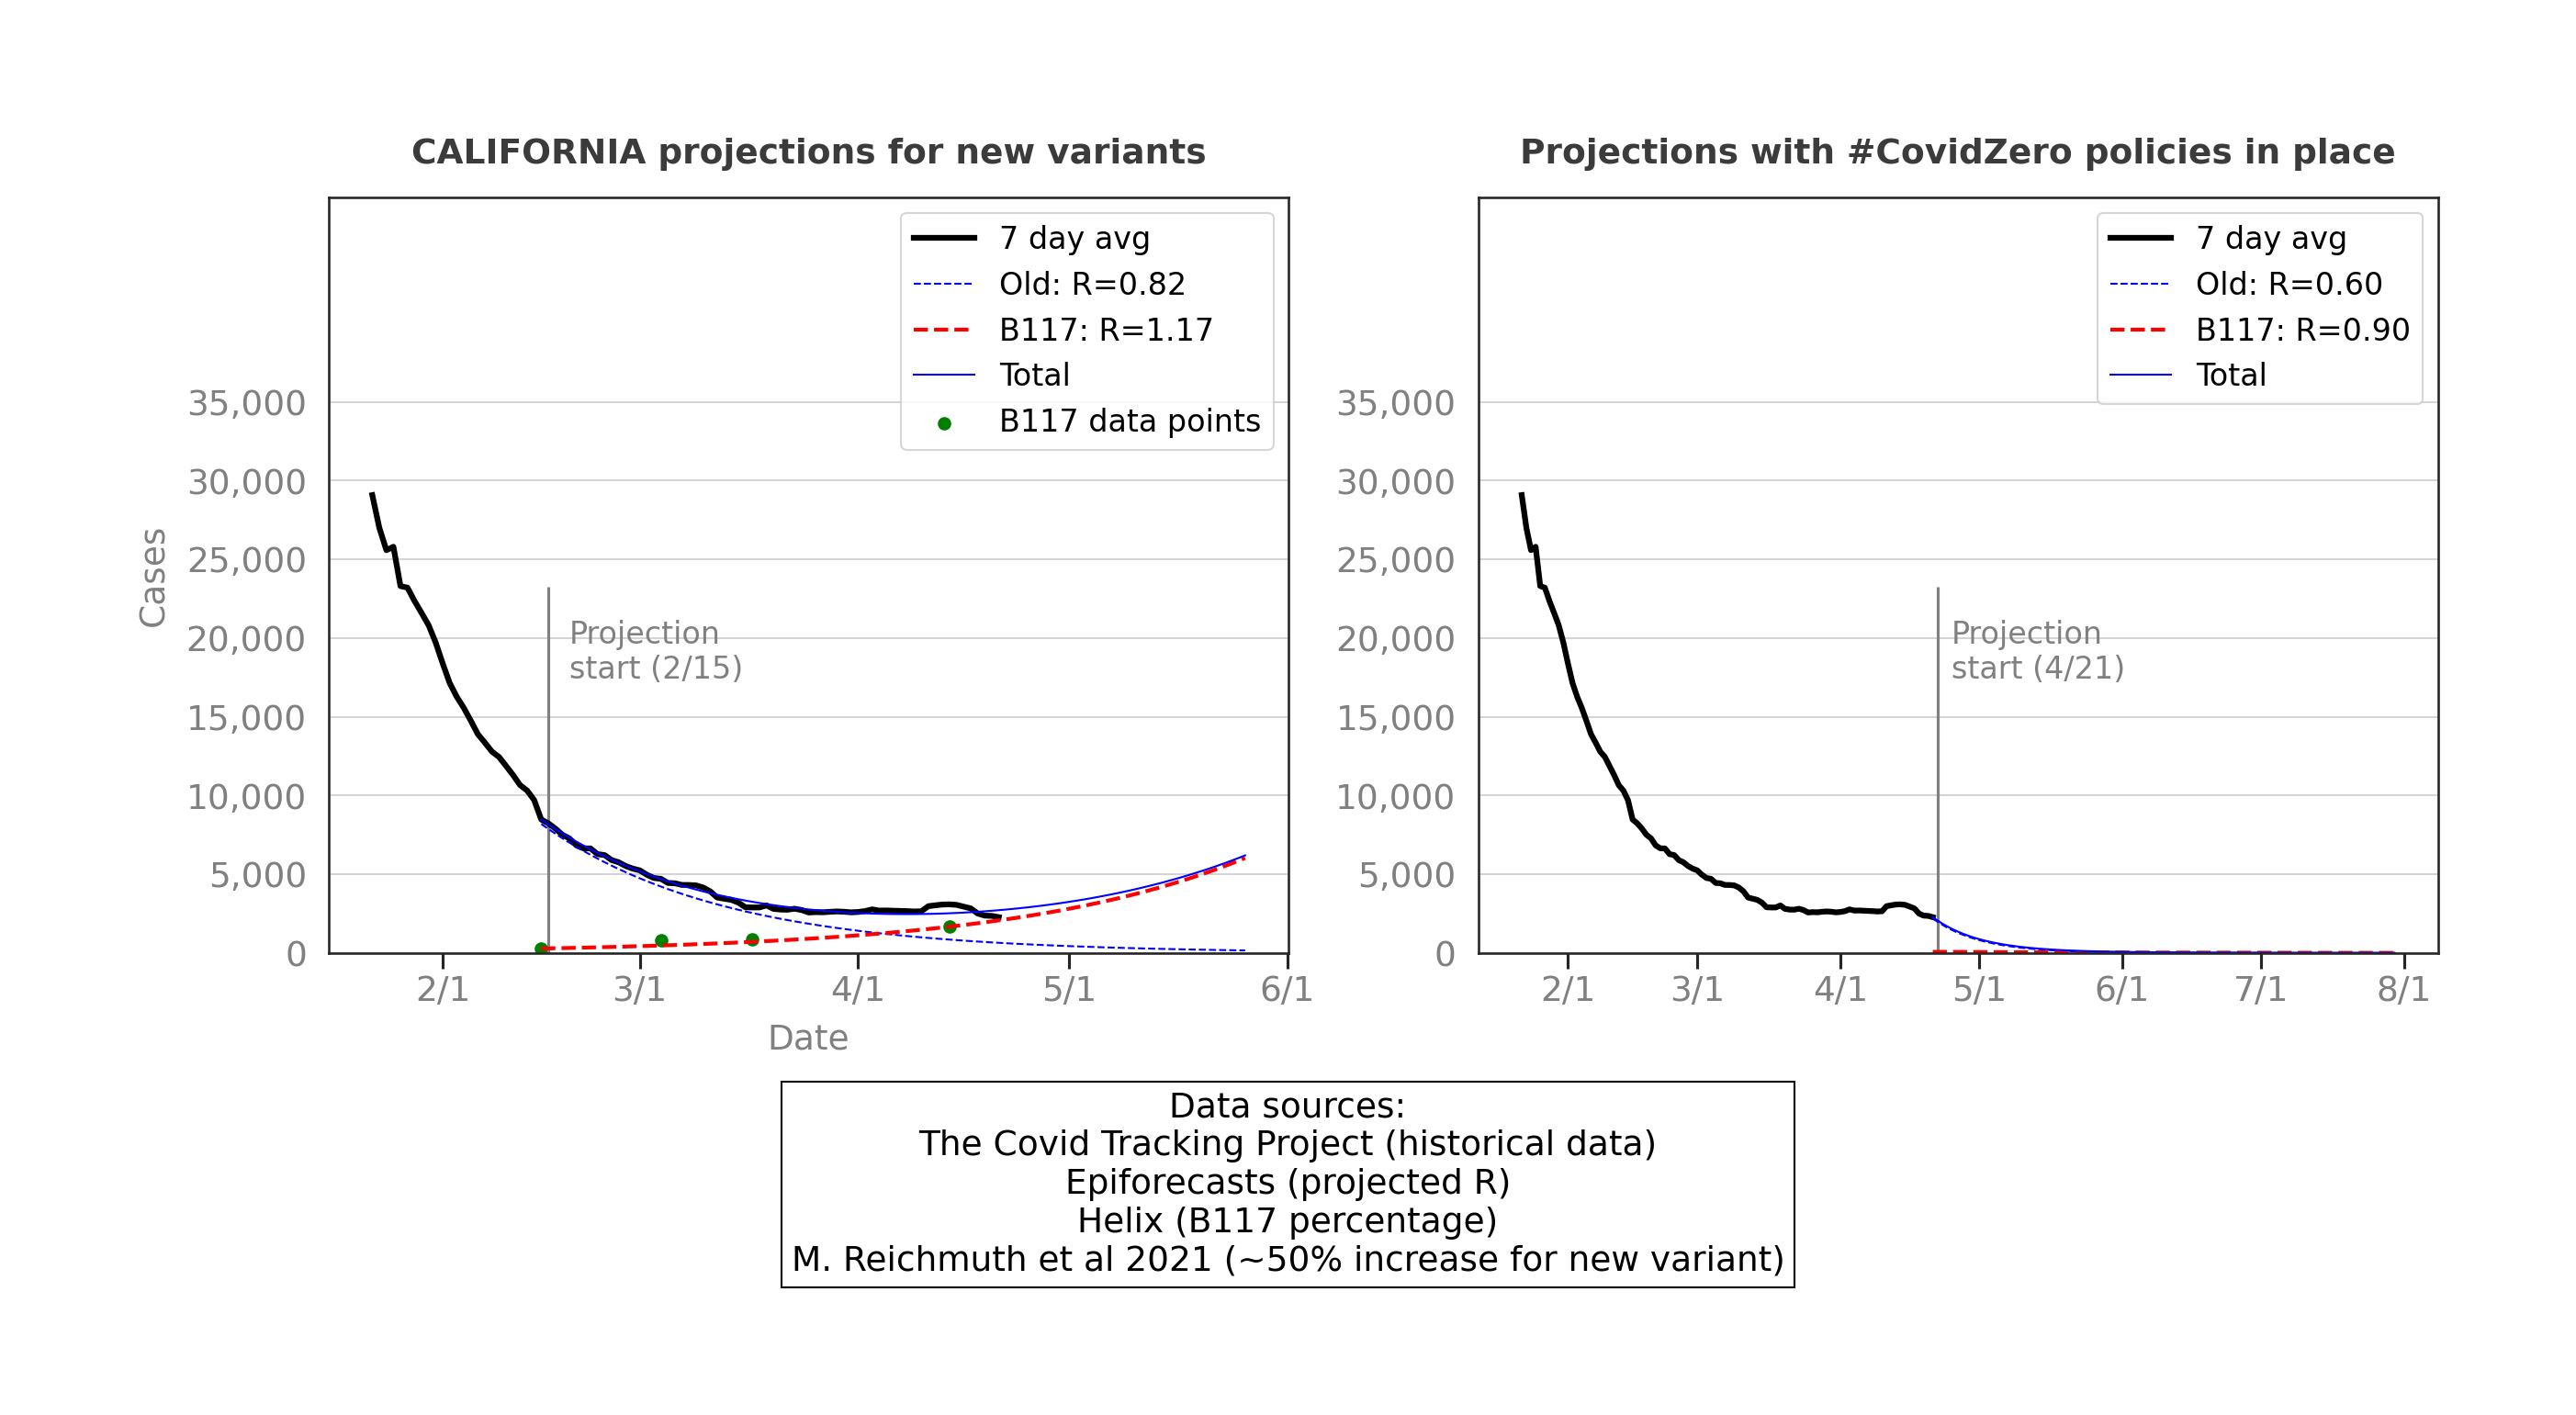 CALIFORNIA projections for new variants
7 day avg
Old: R=0.82
B117: R=1.17
Total
B117 data points
35,000
30,000
25,000
20,000
15,000
10,000
5,000
0
Cases
Projection
start (2/15)
2/1
3/1
4/1
5/1
6/1
Date
Projections with #CovidZero policies in place
7 day avg
Old: R=0.60
B117: R=0.90
Total
35,000
30,000
25,000
20,000
15,000
10,000
5,000
0
Projection
start (4/21)
2/1
3/1
4/1
5/1
6/1
7/1
8/1
Data sources:
The Covid Tracking Project (historical data)
Epiforecasts (projected R)
Helix (B117 percentage)
M. Reichmuth et al 2021 (~50% increase for new variant)